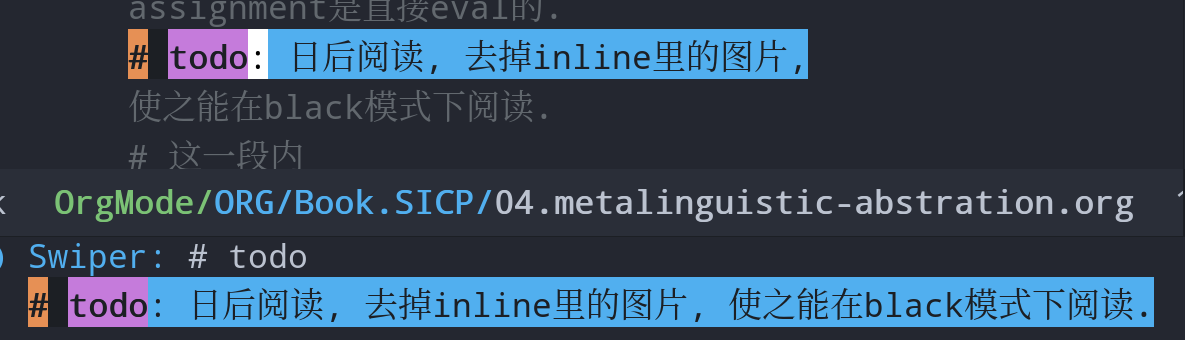 assignment是直接eval的.
# todo: 日后阅读, 去掉inline里的图片,
使之能在black模式下阅读.
# 这一段内
OrgMode/ORG/Book.SICP/04.metalinguistic-abstration.org
Swiper: # todo
# todo: 日后阅读, 去掉inline里的图片, 使之能在black模式下阅读.